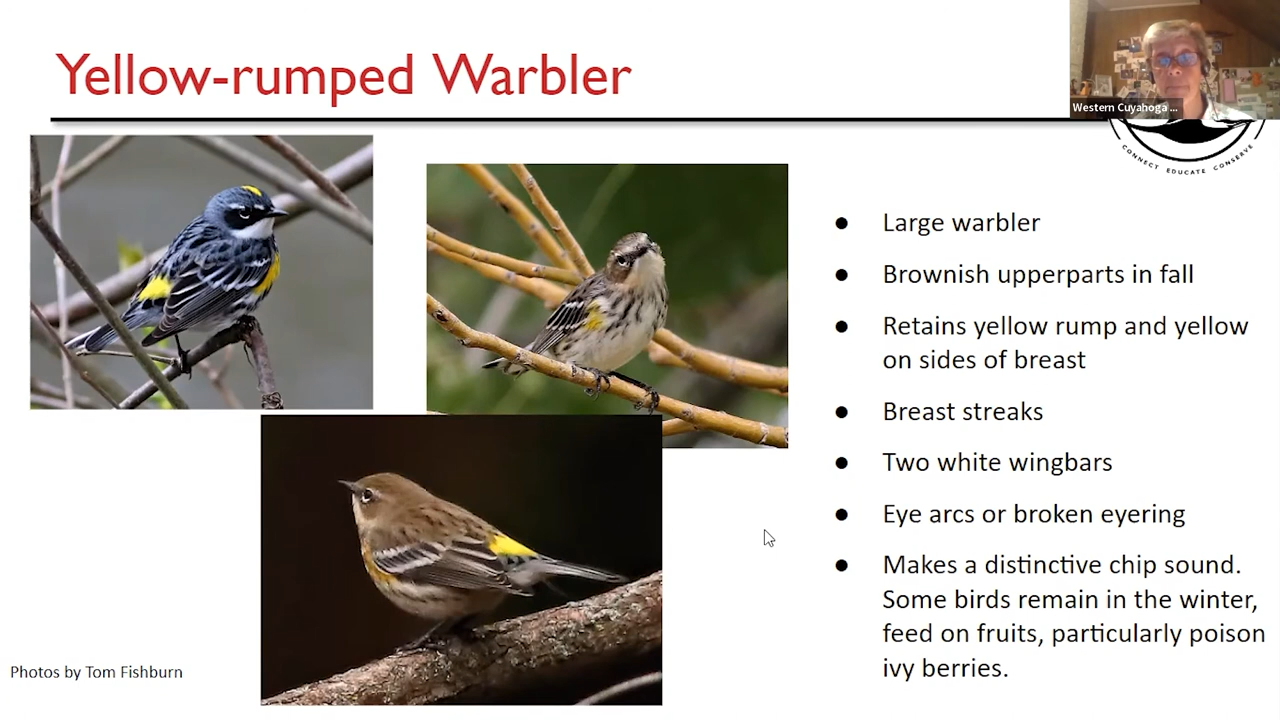 Yellow-rumped Warbler
Western Cuyahoga ...
CONNECT EDUCATE CONSERVE
● Large warbler
● Brownish upperparts in fall
● Retains yellow rump and yellow
on sides of breast
● Breast streaks
● Two white wingbars
● Eye arcs or broken eyering
● Makes a distinctive chip sound.
Some birds remain in the winter,
feed on fruits, particularly poison
ivy berries.
Photos by Tom Fishburn